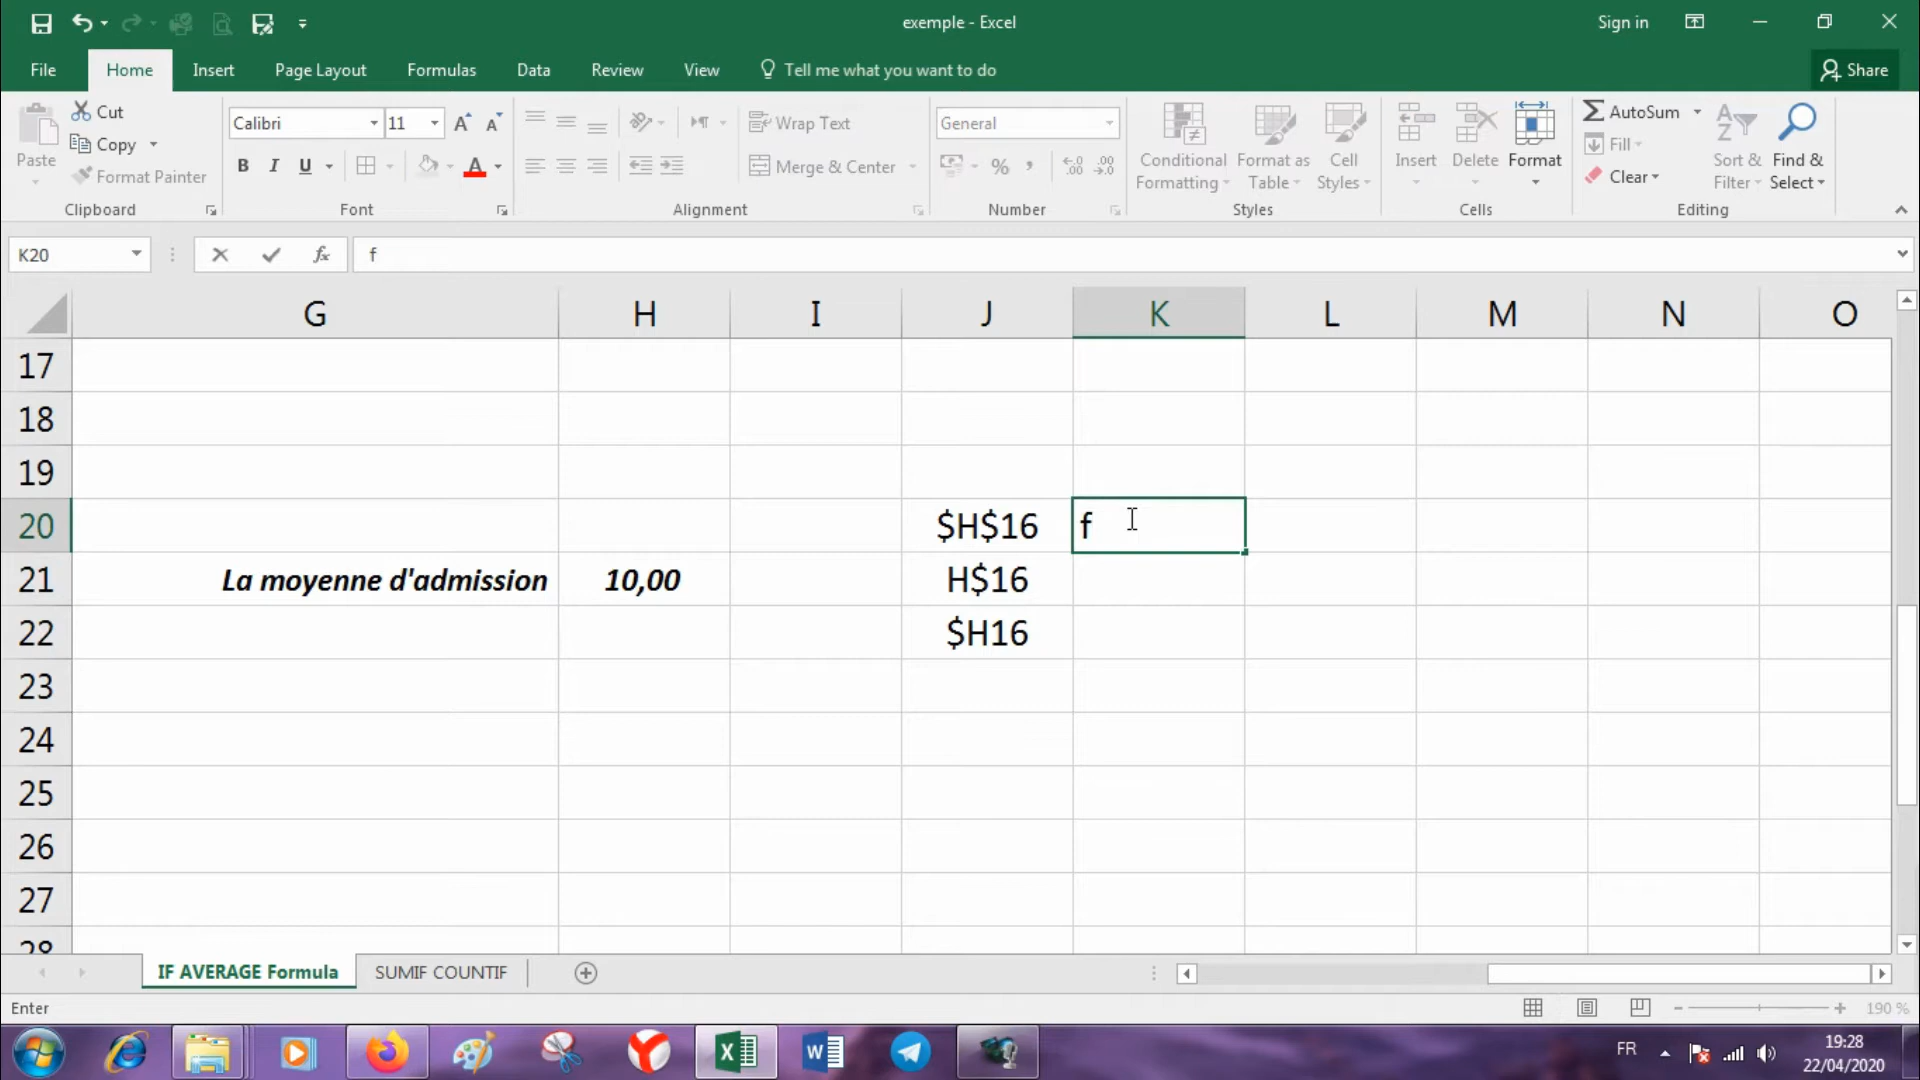 exemple - Excel
Sign in
File
Home
Insert
Page Layout
Formulas
Data
Review
View
Tell me what you want to do
Share
Paste
Cut
Copy
Format Painter
Clipboard
Calibri
11
B I U
Font
Wrap Text
Merge & Center
Alignment
General
%
Number
Conditional Formatting
Format as Table
Cell Styles
Styles
Insert
Delete
Format
Cells
AutoSum
Fill
Clear
Sort & Filter
Find & Select
Editing
K20
fx
f
G H I J K L M N O
17
18
19
20 $H$16 f
21 La moyenne d'admission 10,00 H$16
22 $H16
23
24
25
26
27
28
IF AVERAGE Formula
SUMIF COUNTIF
Enter
190 %
FR
19:28
22/04/2020